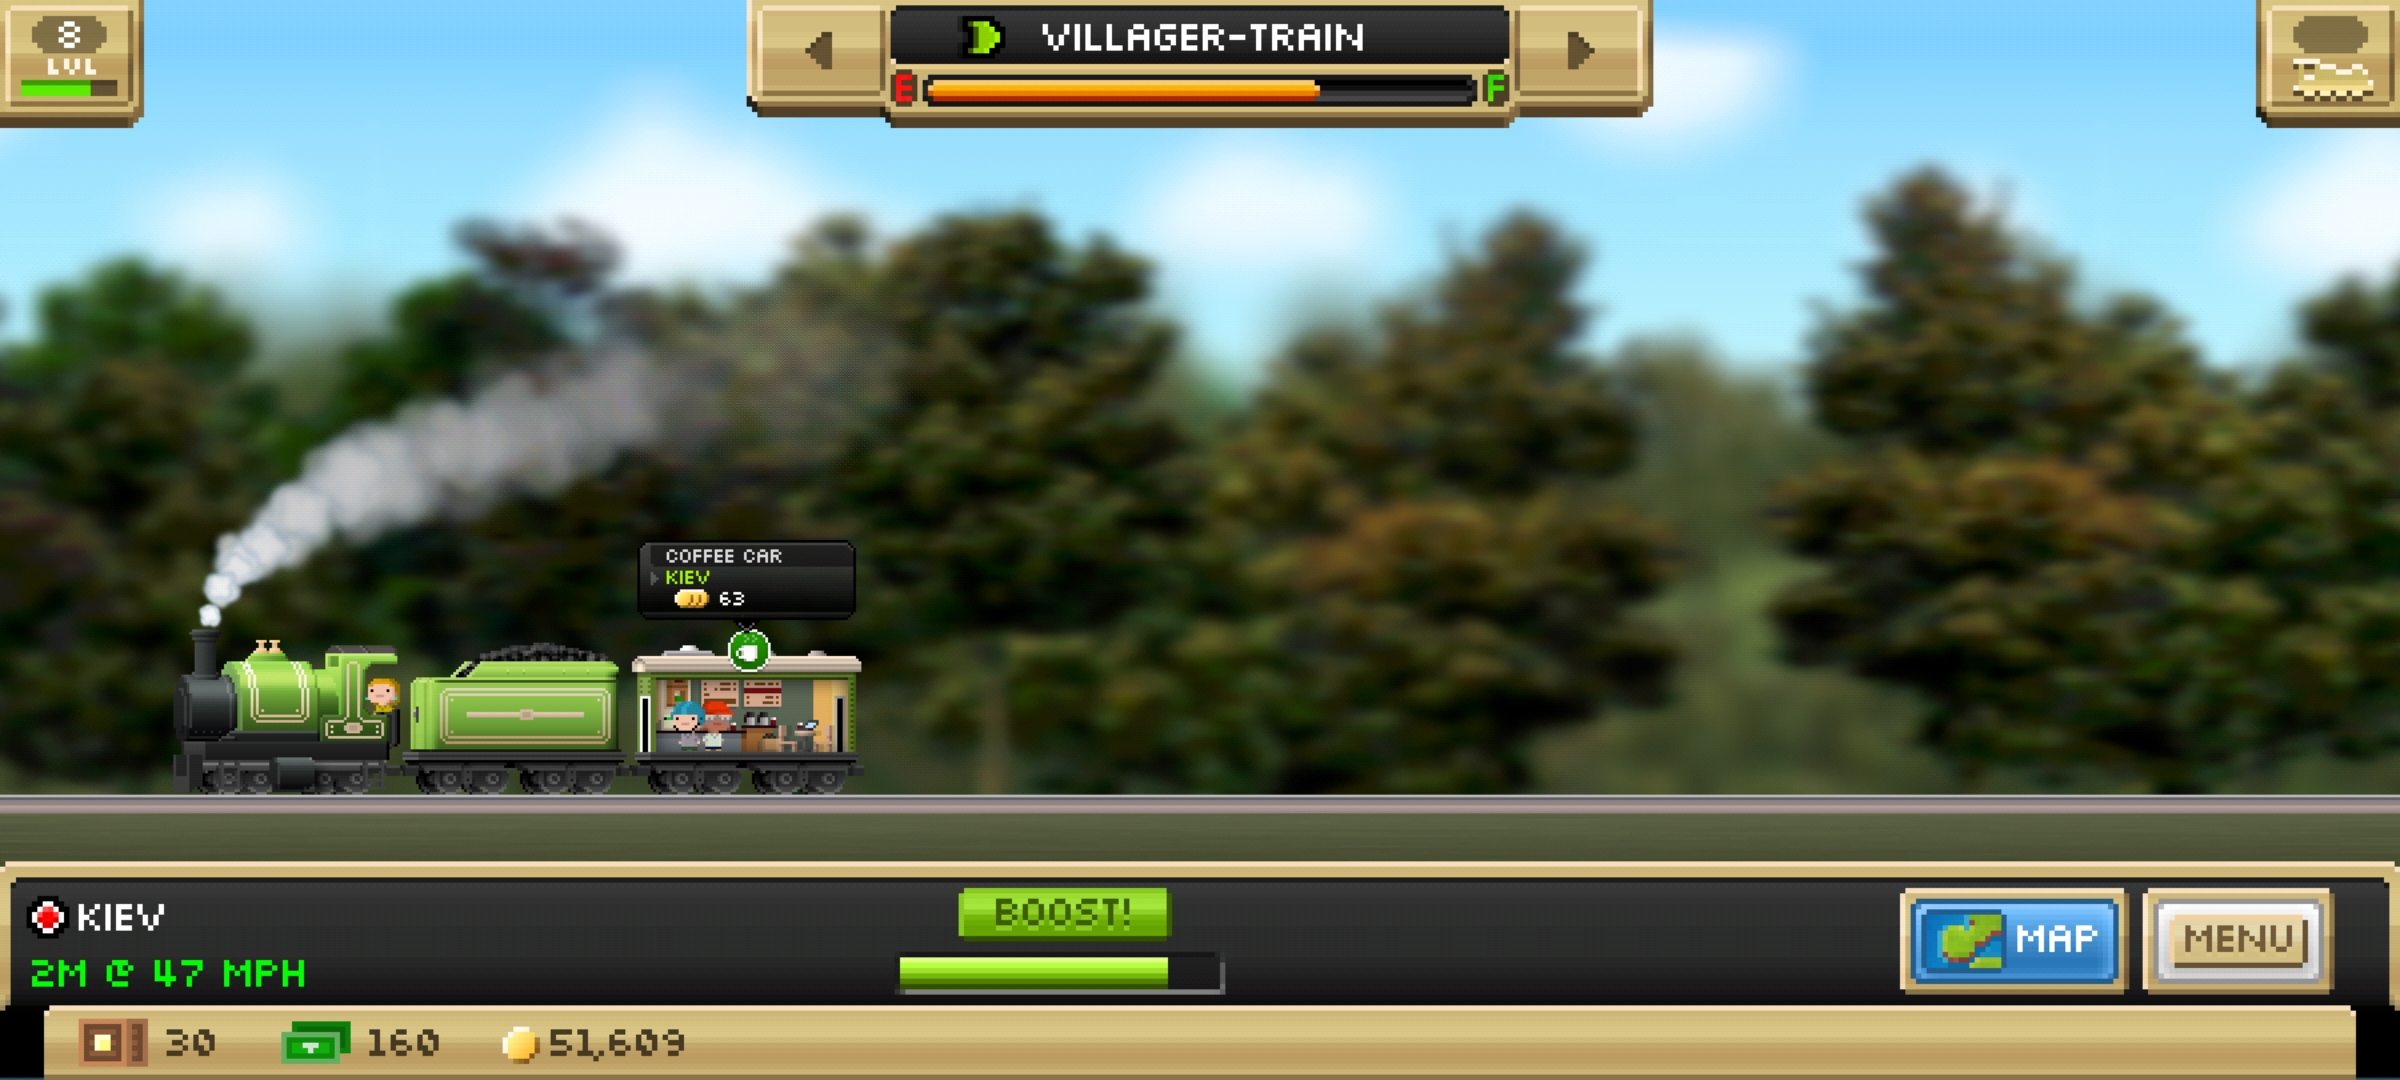 8
LVL
VILLAGER-TRAIN
E F
COFFEE CAR
KIEV
63
KIEV
2M @ 47 MPH
BOOST!
MAP
MENU
30
160
51,609